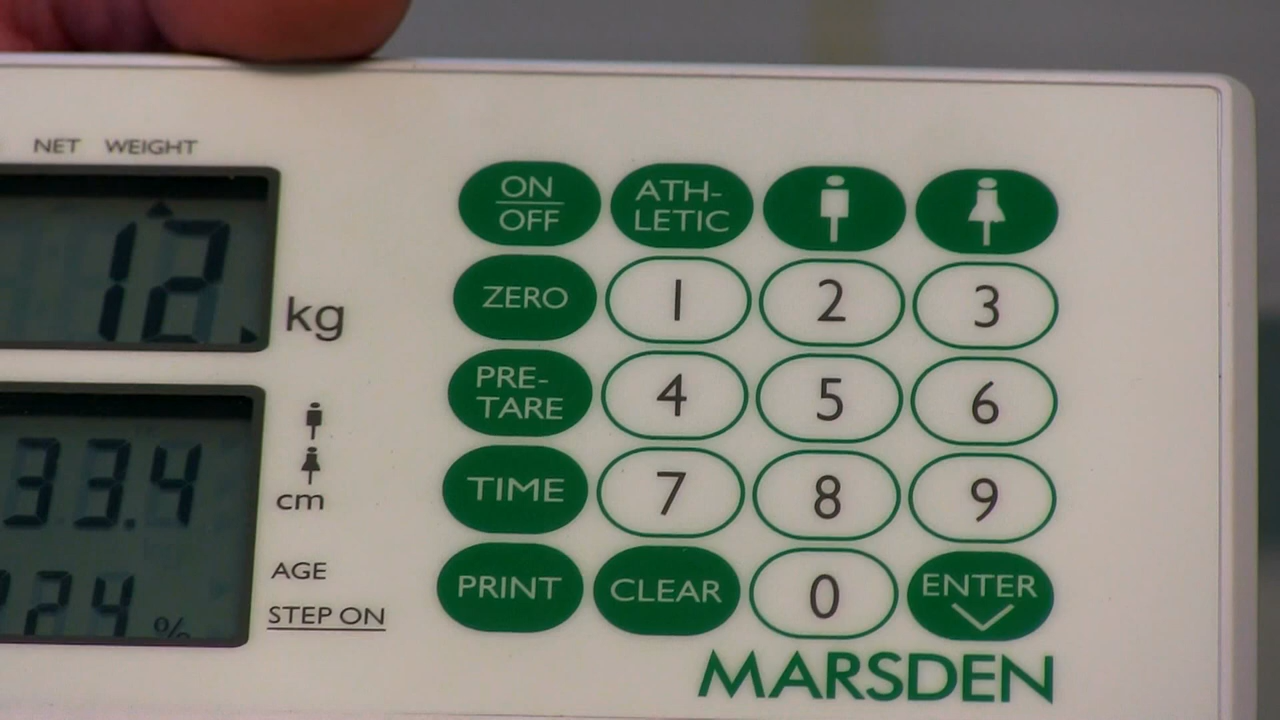 NET WEIGHT
12
kg
33.4
cm
AGE
24 %
STEP ON
ON
OFF
ATH-
LETIC
ZERO
1
2
3
PRE-
TARE
4
5
6
TIME
7
8
9
PRINT
CLEAR
0
ENTER
MARSDEN